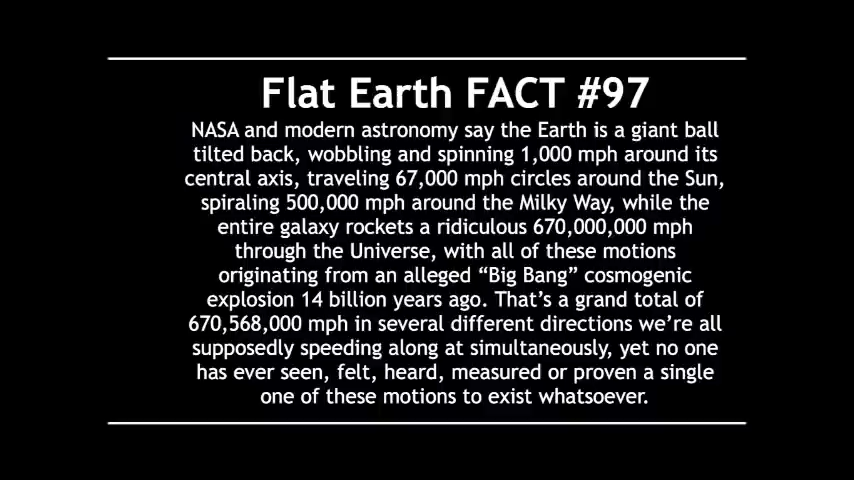 Flat Earth FACT #97
NASA and modern astronomy say the Earth is a giant ball
tilted back, wobbling and spinning 1,000 mph around its
central axis, traveling 67,000 mph circles around the Sun,
spiraling 500,000 mph around the Milky Way, while the
entire galaxy rockets a ridiculous 670,000,000 mph
through the Universe, with all of these motions
originating from an alleged “Big Bang” cosmogenic
explosion 14 billion years ago. That’s a grand total of
670,568,000 mph in several different directions we’re all
supposedly speeding along at simultaneously, yet no one
has ever seen, felt, heard, measured or proven a single
one of these motions to exist whatsoever.